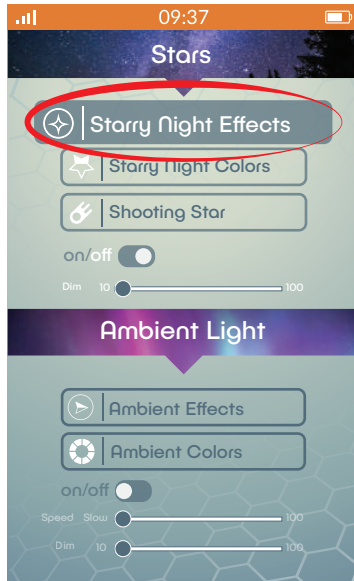 09:37
Stars
Starry Night Effects
Starry Night Colors
Shooting Star
on/off
Dim 10 100
Ambient Light
Ambient Effects
Ambient Colors
on/off
Speed Slow 100
Dim 10 100